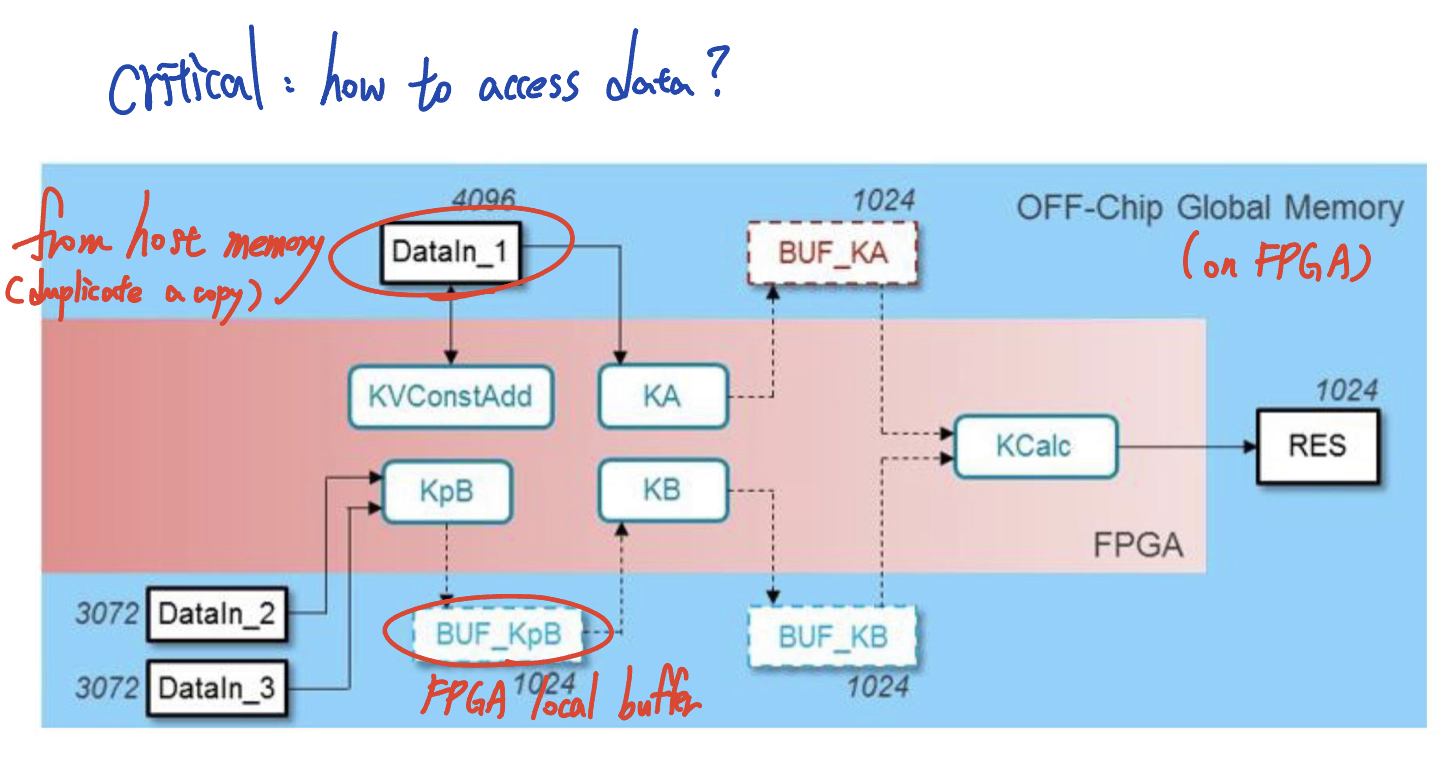 Critical : how to access data?
4096
1024
OFF-Chip Global Memory
from host memory
(duplicate a copy)
DataIn_1
BUF_KA
(on FPGA)
KVConstAdd
KA
1024
KCalc
RES
KpB
KB
FPGA
3072
DataIn_2
BUF_KpB
BUF_KB
3072
DataIn_3
1024
1024
FPGA local buffer